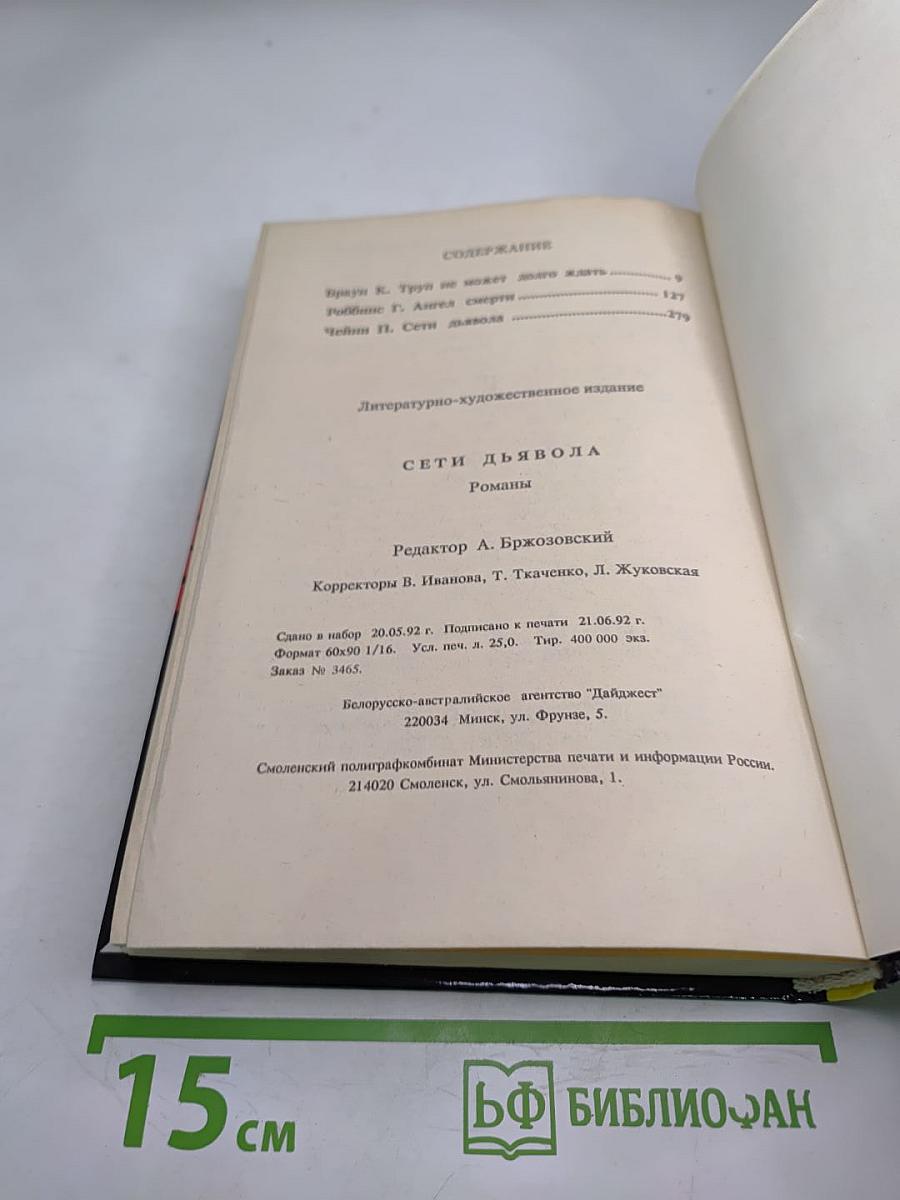 СОДЕРЖАНИЕ
Браун К. Труп не может долго ждать .......... 9
Роббинс Г. Ангел смерти .......... 127
Чейни П. Сети дьявола .......... 279
Литературно-художественное издание
СЕТИ ДЬЯВОЛА
Романы
Редактор А. Бржозовский
Корректоры В. Иванова, Т. Ткаченко, Л. Жуковская
Сдано в набор 20.05.92 г. Подписано к печати 21.06.92 г.
Формат 60х90 1/16. Усл. печ. л. 25,0. Тир. 400 000 экз.
Заказ № 3465.
Белорусско-австралийское агентство "Дайджест"
220034 Минск, ул. Фрунзе, 5.
Смоленский полиграфкомбинат Министерства печати и информации России.
214020 Смоленск, ул. Смольянинова, 1.
15 см
БФ БИБЛИОФАН